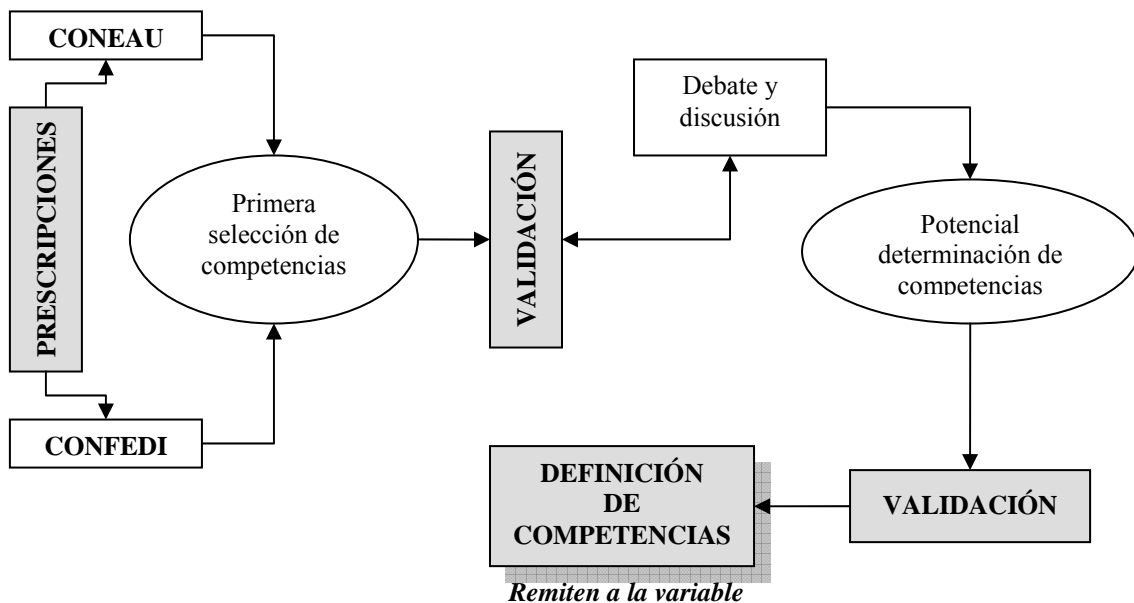 CONEAU
PRESCRIPCIONES
CONFEDI
Primera
selección de
competencias
VALIDACIÓN
Debate y
discusión
Potencial
determinación de
competencias
VALIDACIÓN
DEFINICIÓN
DE
COMPETENCIAS
Remiten a la variable